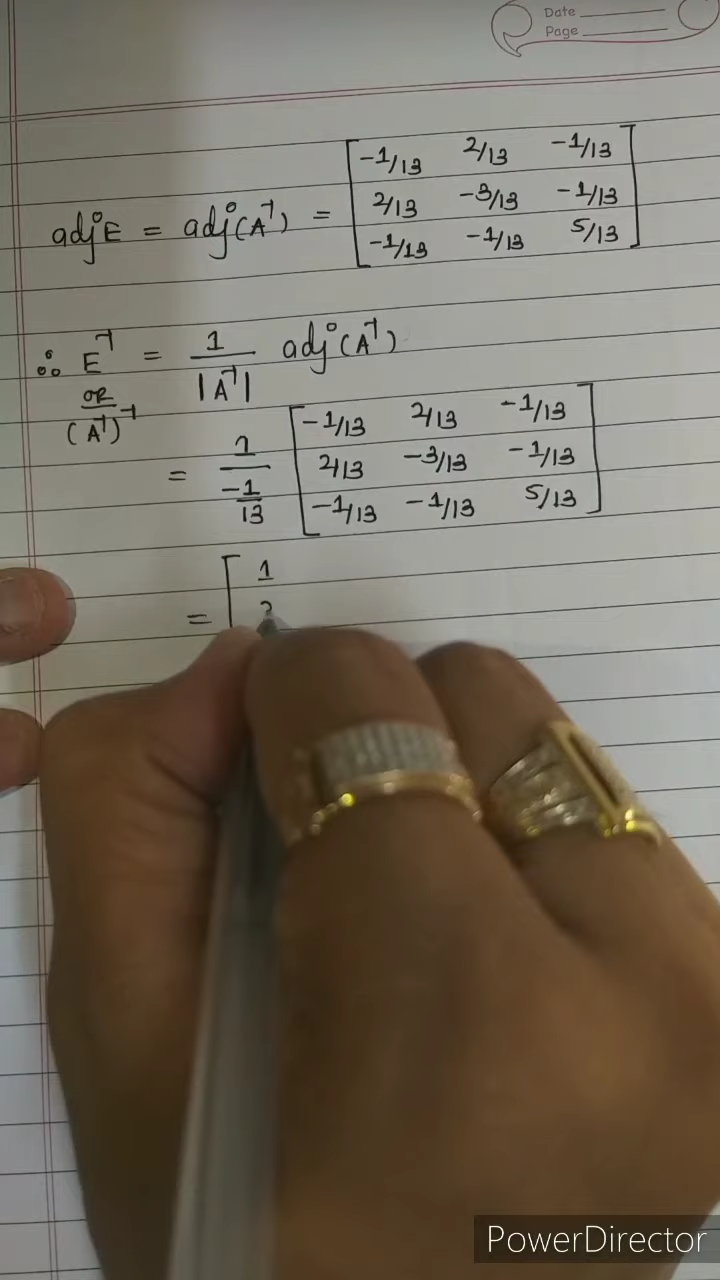 Date
Page
adj E = adj(A⁻¹) = [ -1/13 2/13 -1/13
2/13 -3/13 -1/13
-1/13 -1/13 5/13 ]
∴ E⁻¹ = 1/|A⁻¹| adj(A⁻¹)
OR
(A⁻¹)⁻¹
= 1/(-1/13) [ -1/13 2/13 -1/13
2/13 -3/13 -1/13
-1/13 -1/13 5/13 ]
= [ 1
PowerDirector